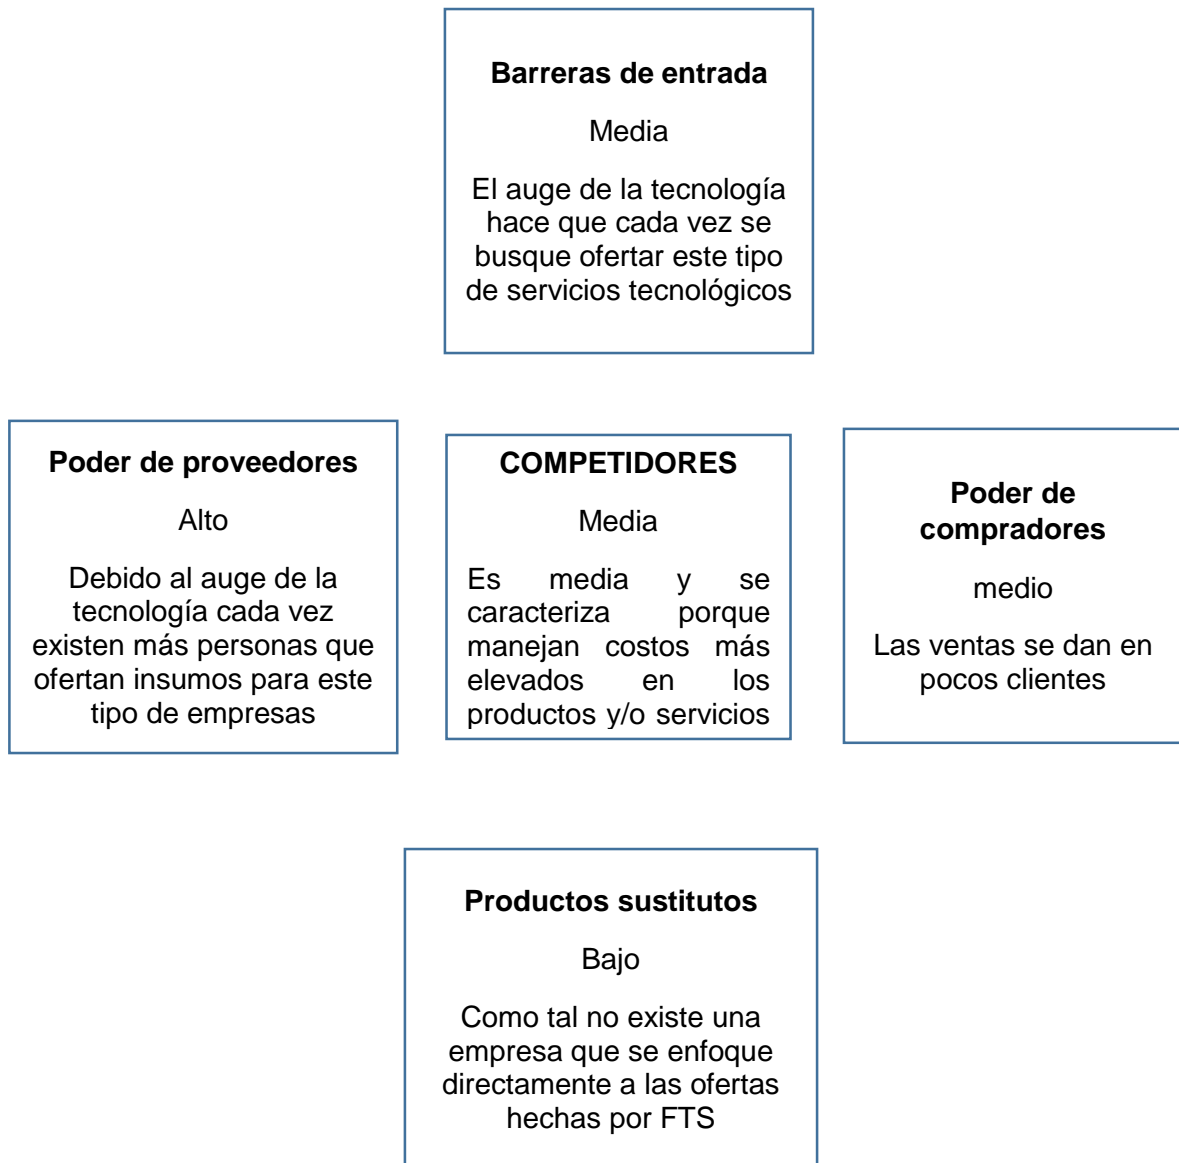 Barreras de entrada
Media
El auge de la tecnología
hace que cada vez se
busque ofertar este tipo
de servicios tecnológicos
Poder de proveedores
Alto
Debido al auge de la
tecnología cada vez
existen más personas que
ofertan insumos para este
tipo de empresas
COMPETIDORES
Media
Es media y se
caracteriza porque
manejan costos más
elevados en los
productos y/o servicios
Poder de
compradores
medio
Las ventas se dan en
pocos clientes
Productos sustitutos
Bajo
Como tal no existe una
empresa que se enfoque
directamente a las ofertas
hechas por FTS